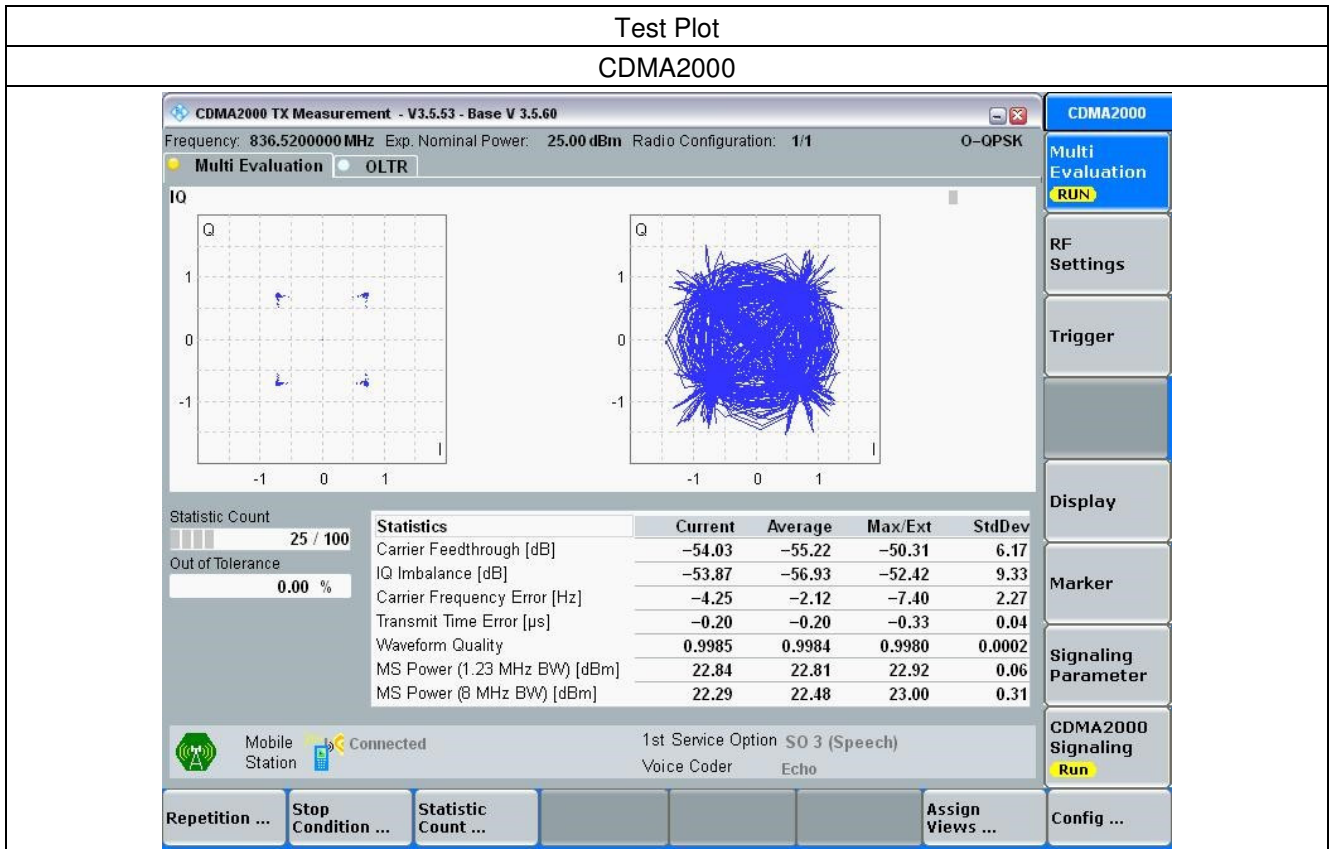 Test Plot
CDMA2000
CDMA2000 TX Measurement - V3.5.53 - Base V 3.5.60
CDMA2000
Frequency: 836.5200000 MHz Exp. Nominal Power: 25.00 dBm Radio Configuration: 1/1 O-QPSK
Multi Evaluation OLTR
Multi
Evaluation
RUN
IQ
Q
1
0
-1
I
-1 0 1
Q
1
0
-1
I
-1 0 1
RF
Settings
Trigger
Display
Marker
Signaling
Parameter
CDMA2000
Signaling
Run
Statistic Count
25 / 100
Out of Tolerance
0.00 %
Statistics Current Average Max/Ext StdDev
Carrier Feedthrough [dB] -54.03 -55.22 -50.31 6.17
IQ Imbalance [dB] -53.87 -56.93 -52.42 9.33
Carrier Frequency Error [Hz] -4.25 -2.12 -7.40 2.27
Transmit Time Error [µs] -0.20 -0.20 -0.33 0.04
Waveform Quality 0.9985 0.9984 0.9980 0.0002
MS Power (1.23 MHz BW) [dBm] 22.84 22.81 22.92 0.06
MS Power (8 MHz BW) [dBm] 22.29 22.48 23.00 0.31
Mobile
Station
Connected
1st Service Option SO 3 (Speech)
Voice Coder Echo
Repetition ...
Stop
Condition ...
Statistic
Count ...
Assign
Views ...
Config ...